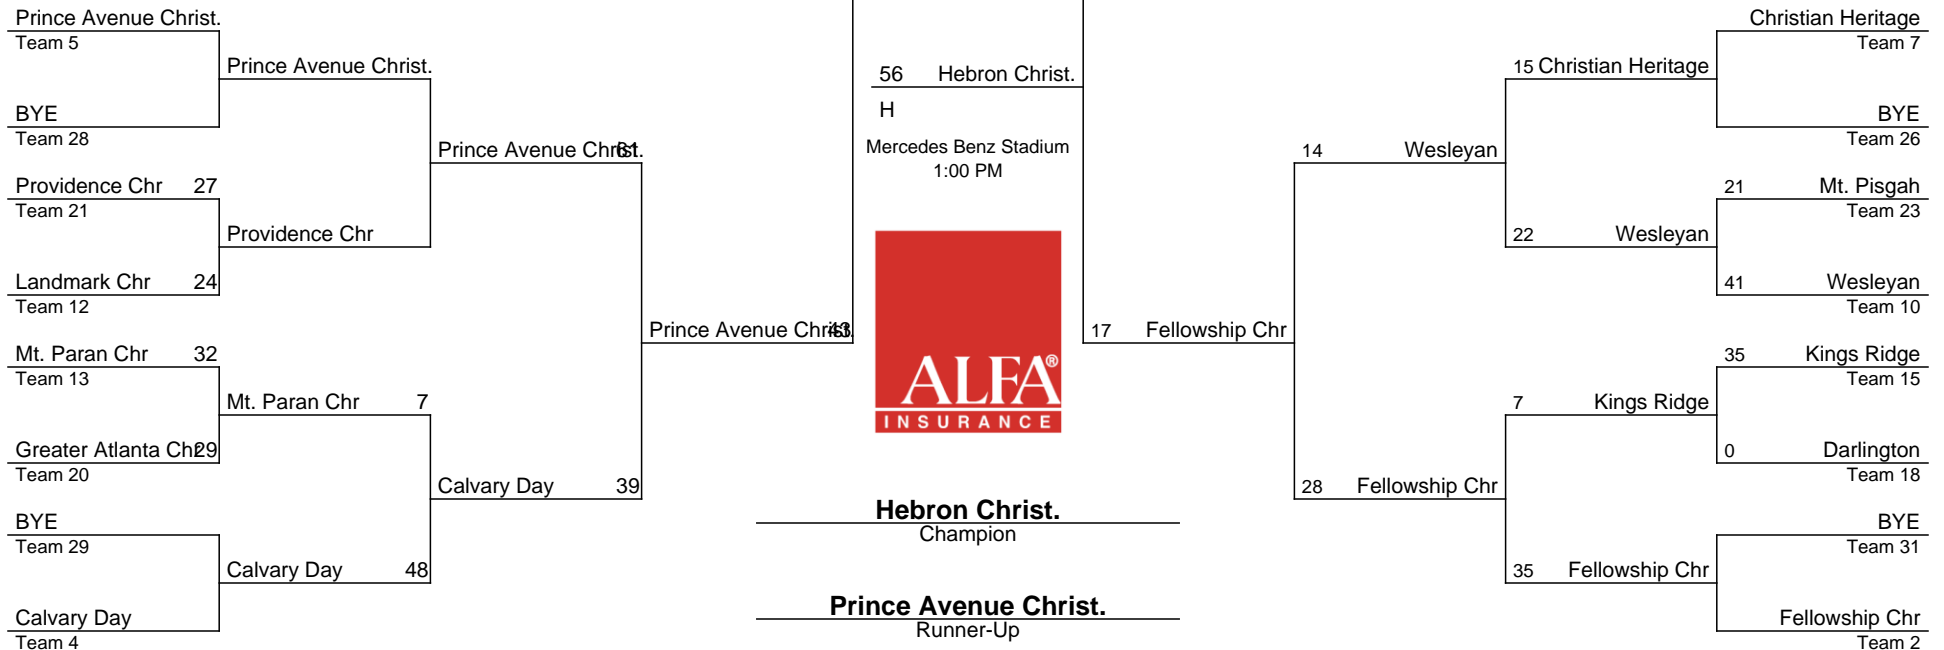 Prince Avenue Christ.
Team 5
Prince Avenue Christ.
BYE
Team 28
Prince Avenue Christ. 61
Providence Chr 27
Team 21
Providence Chr
Landmark Chr 24
Team 12
Prince Avenue Christ. 43
Mt. Paran Chr 32
Team 13
Mt. Paran Chr 7
Greater Atlanta Chr 29
Team 20
Calvary Day 39
BYE
Team 29
Calvary Day 48
Calvary Day
Team 4
56 Hebron Christ.
H
Mercedes Benz Stadium
1:00 PM
ALFA®
INSURANCE
Hebron Christ.
Champion
Prince Avenue Christ.
Runner-Up
Christian Heritage
Team 7
15 Christian Heritage
BYE
Team 26
14 Wesleyan
21 Mt. Pisgah
Team 23
22 Wesleyan
41 Wesleyan
Team 10
17 Fellowship Chr
35 Kings Ridge
Team 15
7 Kings Ridge
0 Darlington
Team 18
28 Fellowship Chr
BYE
Team 31
35 Fellowship Chr
Fellowship Chr
Team 2